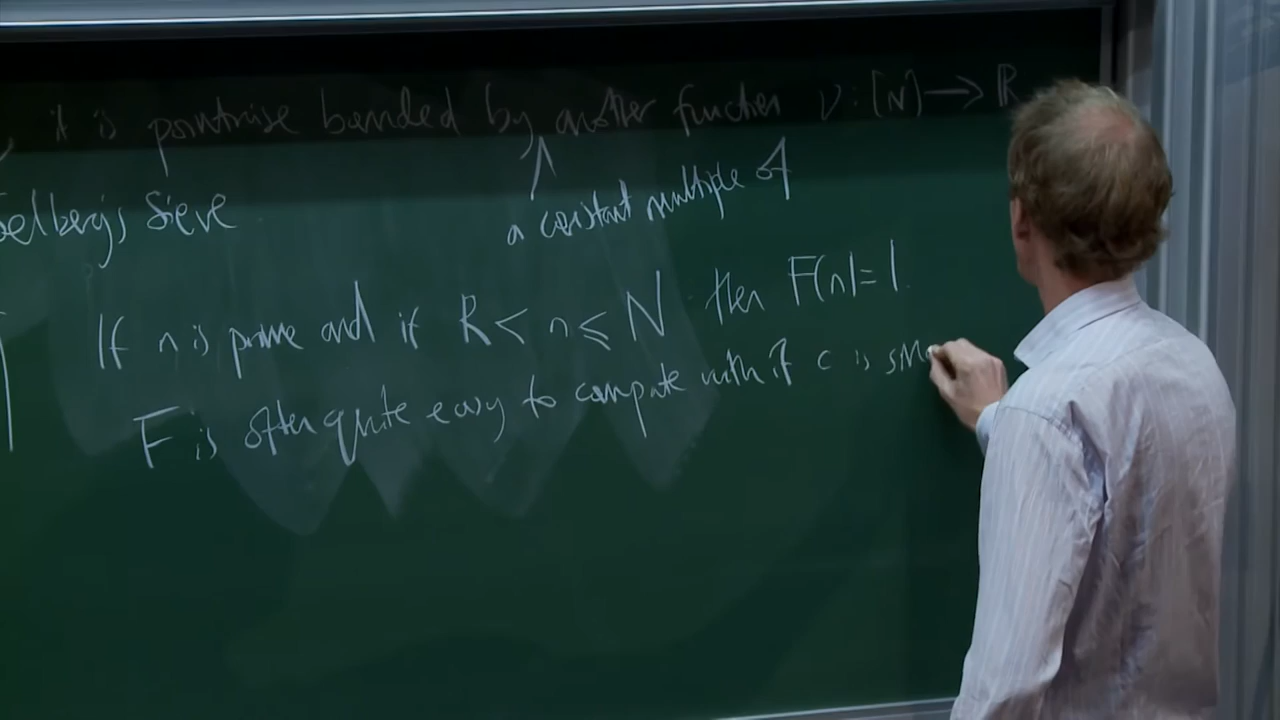 it is pointwise bounded by another function ν : [N] → ℝ
a constant multiple of
Selberg's Sieve
If n is prime and if R < n ≤ N then F(n) = 1.
F is often quite easy to compute with if c is sma